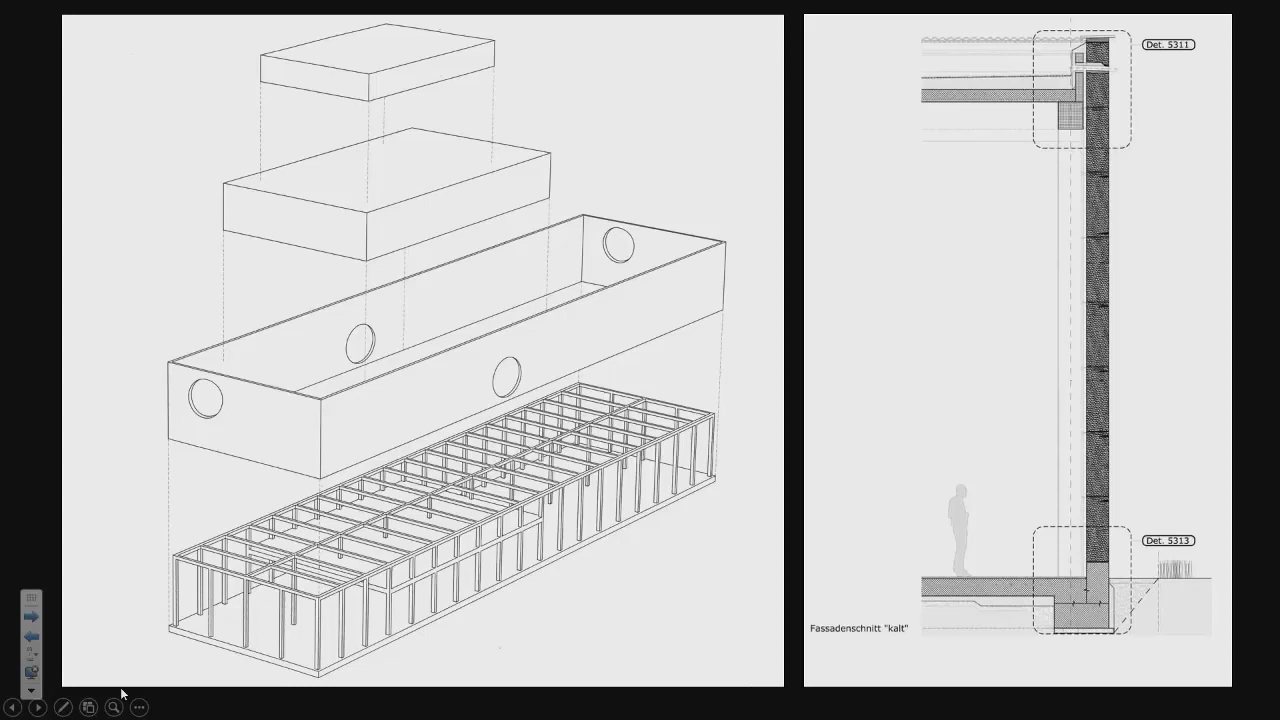 Det. 5311
Det. 5313
Fassadenschnitt "kalt"